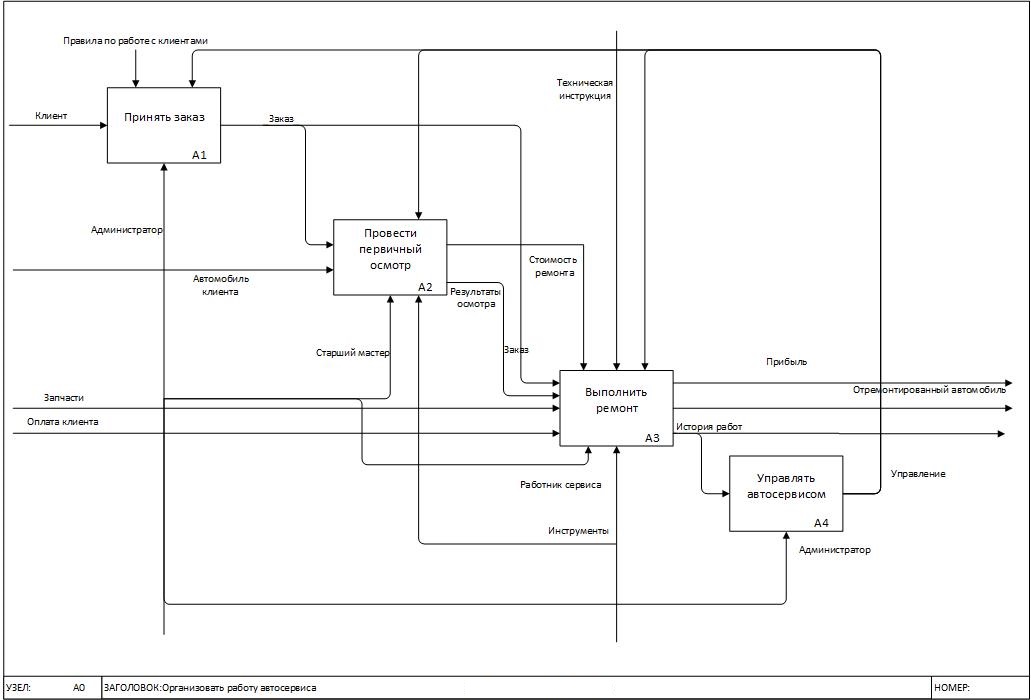 Правила по работе с клиентами
Техническая
инструкция
Клиент
Принять заказ
A1
Заказ
Администратор
Провести
первичный
осмотр
A2
Автомобиль
клиента
Стоимость
ремонта
Результаты
осмотра
Старший мастер
Заказ
Прибыль
Отремонтированный автомобиль
Запчасти
Выполнить
ремонт
A3
Оплата клиента
История работ
Работник сервиса
Управлять
автосервисом
A4
Управление
Инструменты
Администратор
УЗЕЛ: A0 ЗАГОЛОВОК:Организовать работу автосервиса НОМЕР: